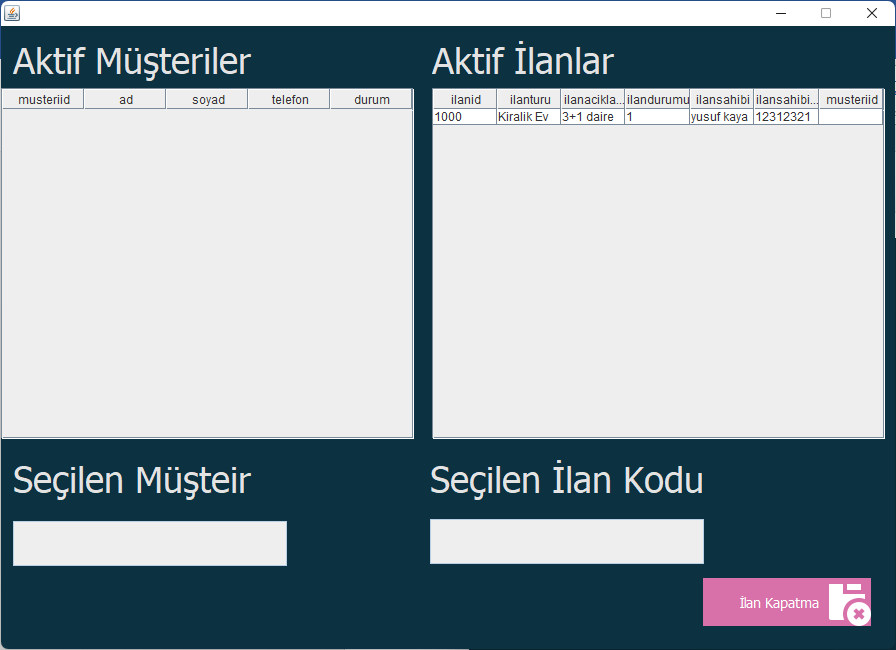 Aktif Müşteriler
Aktif İlanlar
musteriid ad soyad telefon durum
ilanid ilanturu ilanacikla... ilandurumu ilansahibi ilansahibi... musteriid
1000 Kiralik Ev 3+1 daire 1 yusuf kaya 12312321
Seçilen Müşteir
Seçilen İlan Kodu
İlan Kapatma